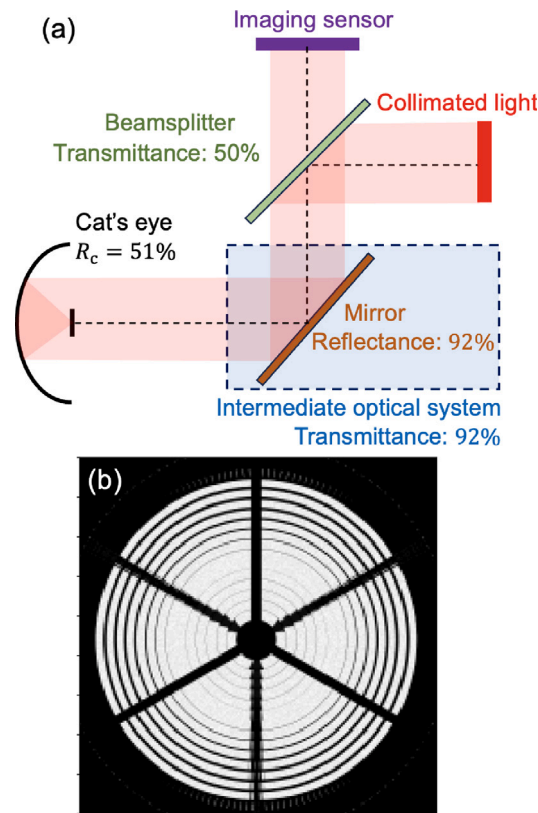 (a)
Imaging sensor
Collimated light
Beamsplitter
Transmittance: 50%
Cat's eye
R_c = 51%
Mirror
Reflectance: 92%
Intermediate optical system
Transmittance: 92%
(b)